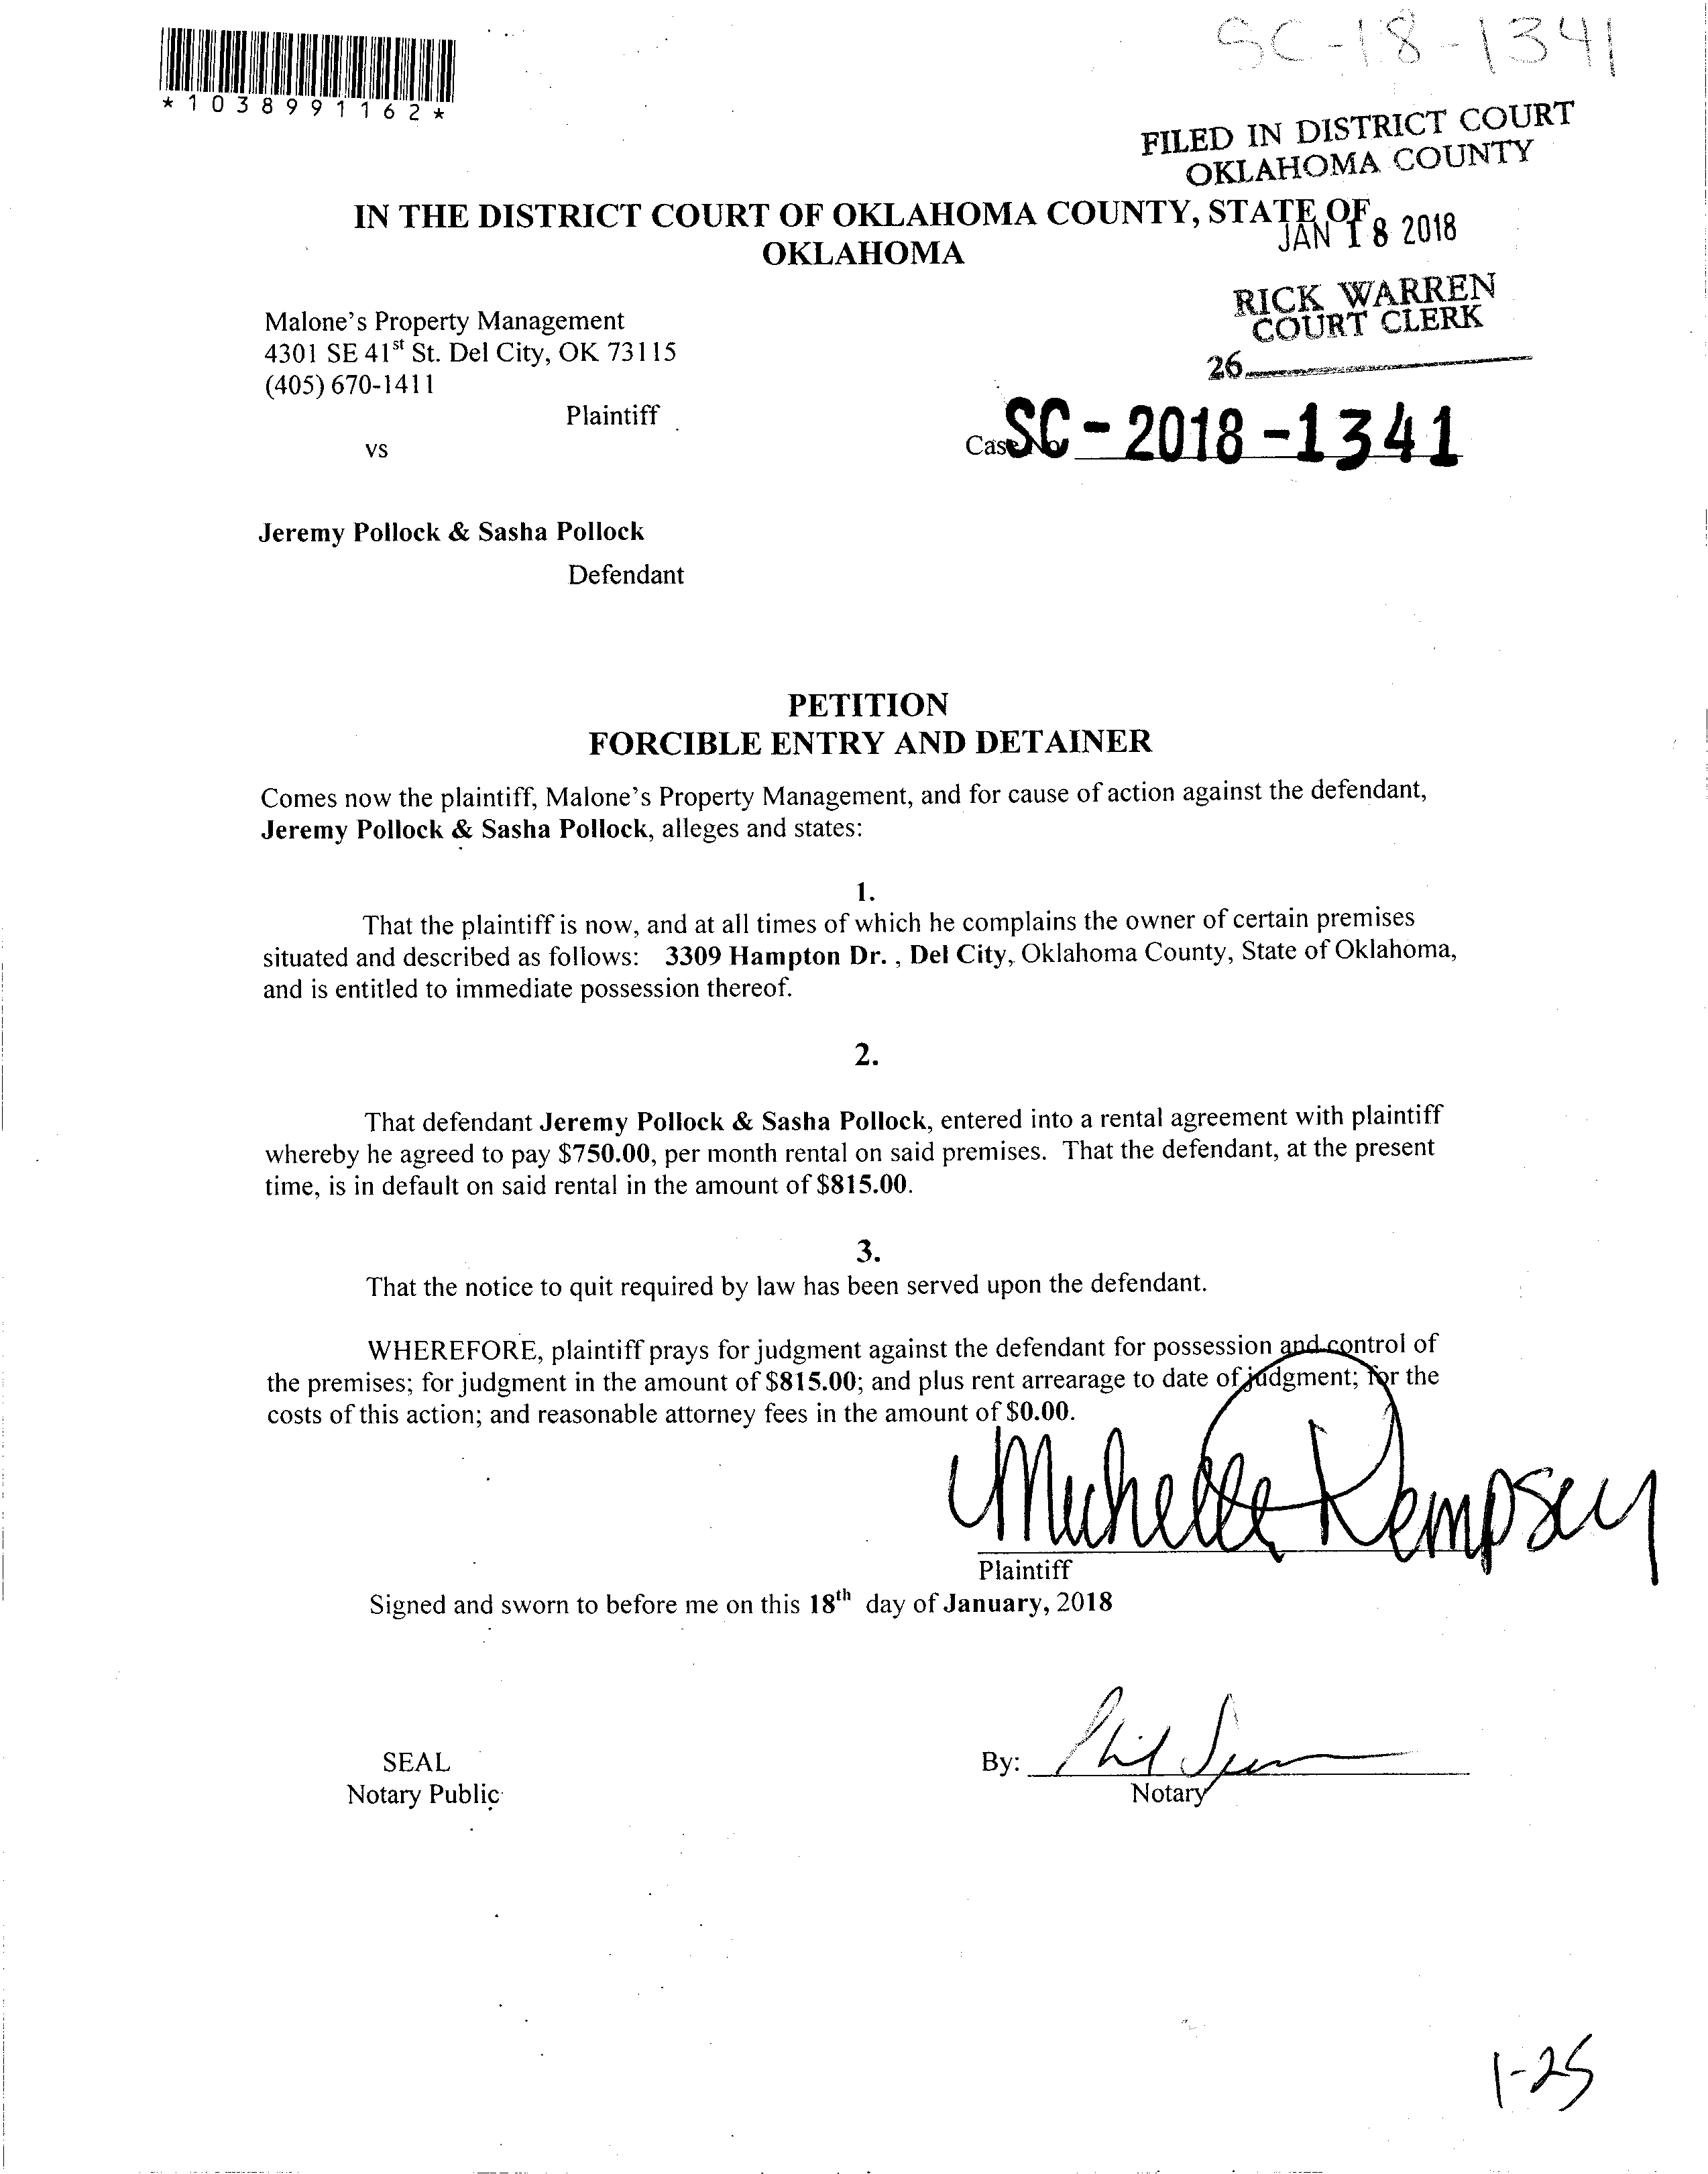 SC-18-1341
*1038991162*
FILED IN DISTRICT COURT
OKLAHOMA COUNTY
IN THE DISTRICT COURT OF OKLAHOMA COUNTY, STATE OF
OKLAHOMA
JAN 18 2018
RICK WARREN
COURT CLERK
26
Malone's Property Management
4301 SE 41st St. Del City, OK 73115
(405) 670-1411
Plaintiff
vs
Case No. SC-2018-1341
Jeremy Pollock & Sasha Pollock
Defendant
PETITION
FORCIBLE ENTRY AND DETAINER
Comes now the plaintiff, Malone's Property Management, and for cause of action against the defendant,
Jeremy Pollock & Sasha Pollock, alleges and states:
1.
That the plaintiff is now, and at all times of which he complains the owner of certain premises
situated and described as follows: 3309 Hampton Dr. , Del City, Oklahoma County, State of Oklahoma,
and is entitled to immediate possession thereof.
2.
That defendant Jeremy Pollock & Sasha Pollock, entered into a rental agreement with plaintiff
whereby he agreed to pay $750.00, per month rental on said premises. That the defendant, at the present
time, is in default on said rental in the amount of $815.00.
3.
That the notice to quit required by law has been served upon the defendant.
WHEREFORE, plaintiff prays for judgment against the defendant for possession and control of
the premises; for judgment in the amount of $815.00; and plus rent arrearage to date of judgment; for the
costs of this action; and reasonable attorney fees in the amount of $0.00.
Michelle Dempsey
Plaintiff
Signed and sworn to before me on this 18th day of January, 2018
SEAL
Notary Public
By: Phil
Notary
1-25